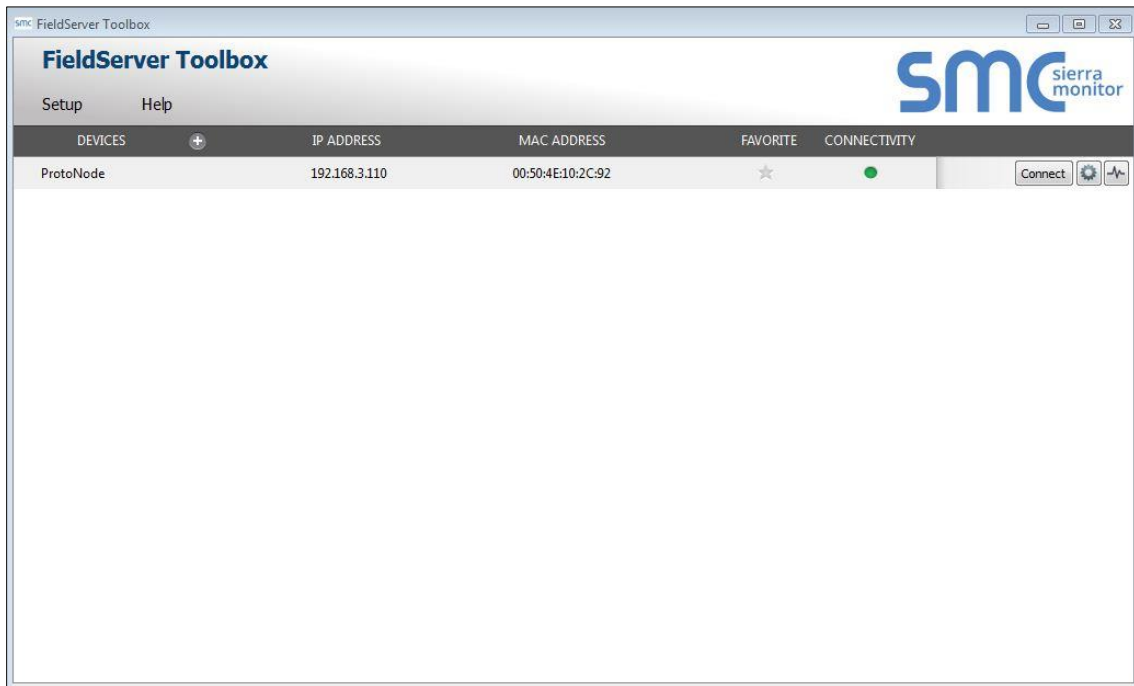 smc FieldServer Toolbox
FieldServer Toolbox
smc sierra monitor
Setup Help
DEVICES IP ADDRESS MAC ADDRESS FAVORITE CONNECTIVITY
ProtoNode 192.168.3.110 00:50:4E:10:2C:92 Connect